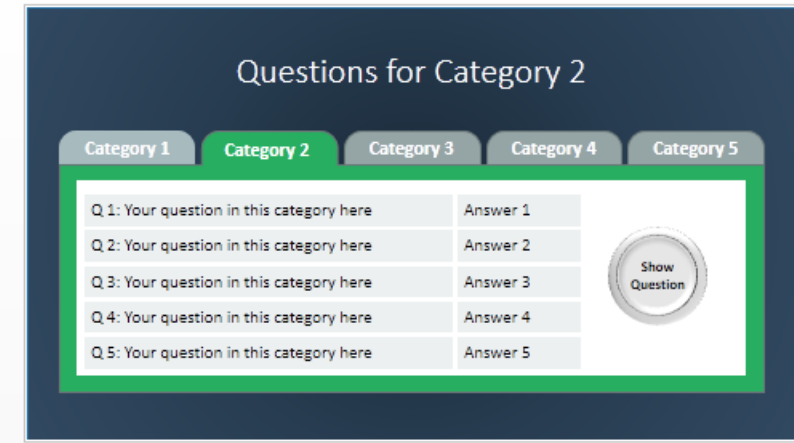 Questions for Category 2
Category 1 Category 2 Category 3 Category 4 Category 5
Q 1: Your question in this category here Answer 1
Q 2: Your question in this category here Answer 2
Q 3: Your question in this category here Answer 3
Q 4: Your question in this category here Answer 4
Q 5: Your question in this category here Answer 5
Show
Question